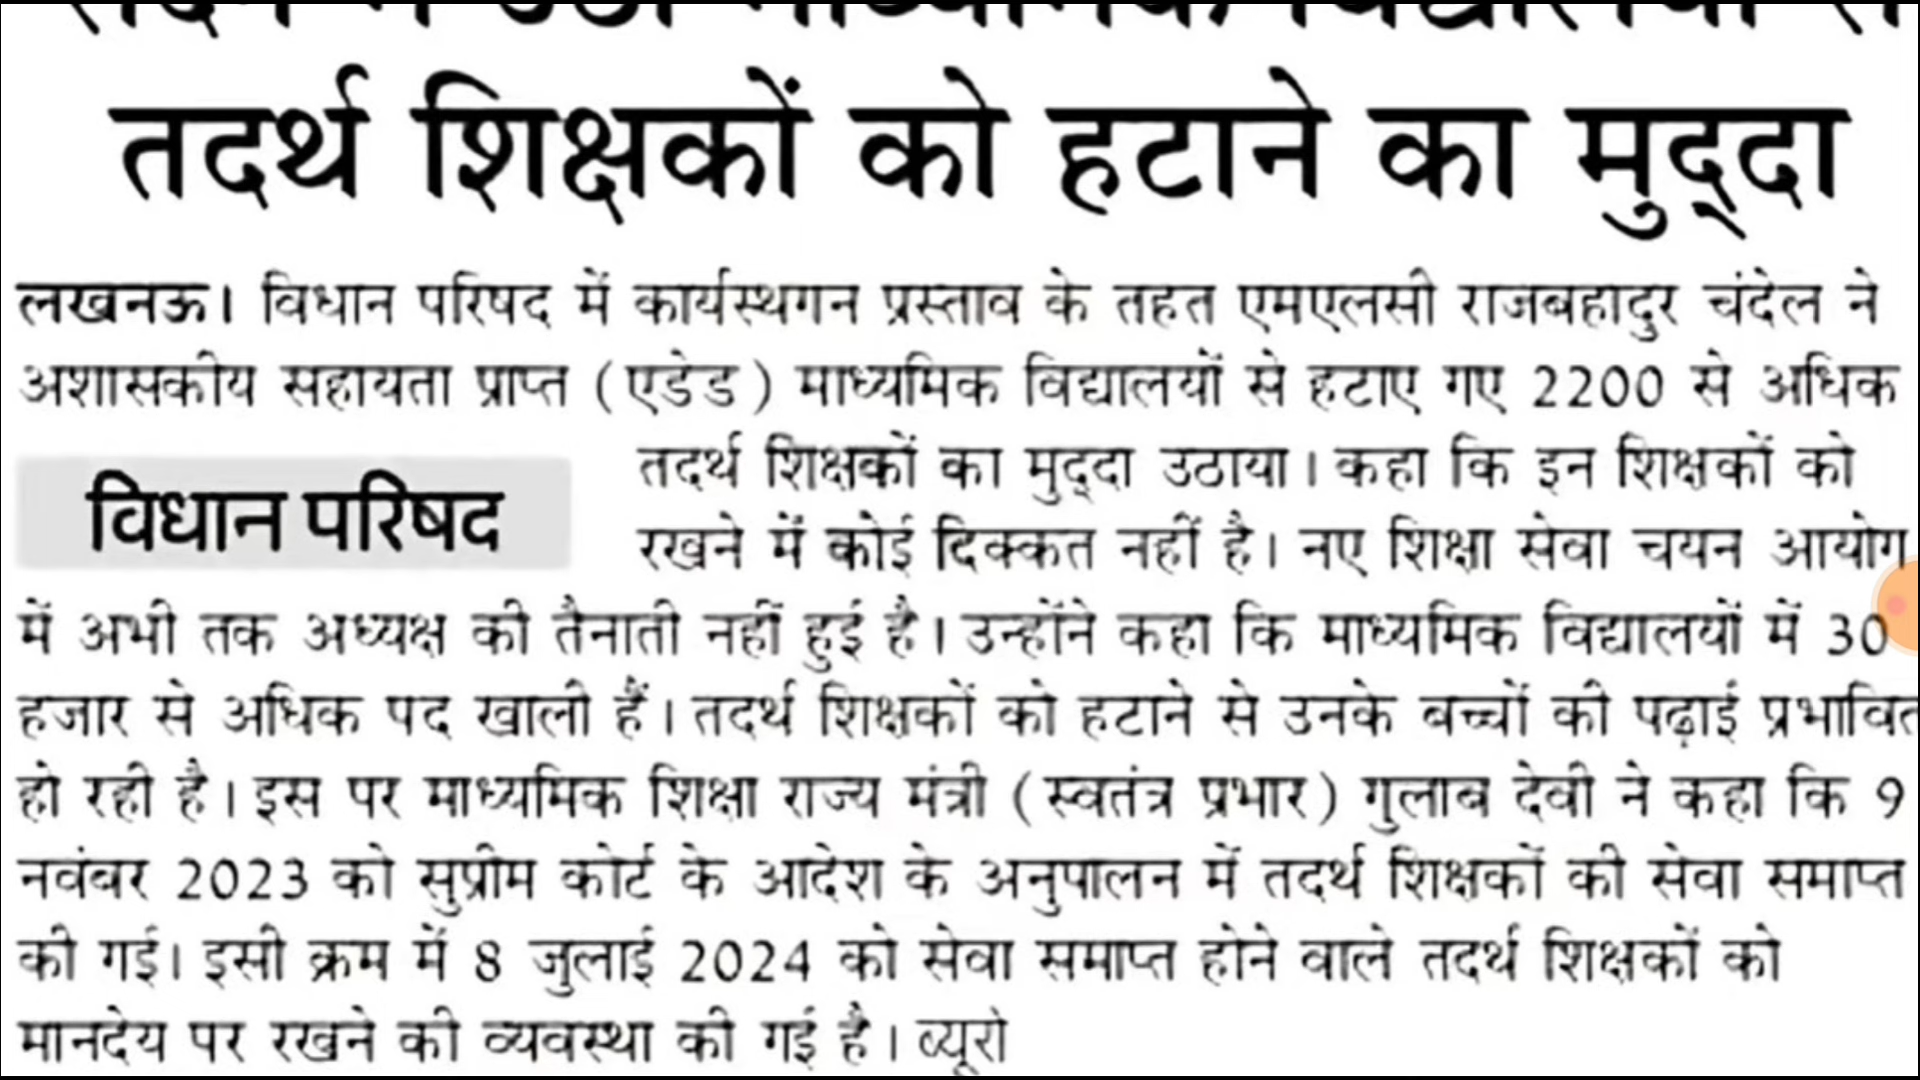 तदर्थ शिक्षकों को हटाने का मुद्दा
लखनऊ। विधान परिषद में कार्यस्थगन प्रस्ताव के तहत एमएलसी राजबहादुर चंदेल ने
अशासकीय सहायता प्राप्त (एडेड) माध्यमिक विद्यालयों से हटाए गए 2200 से अधिक
विधान परिषद
तदर्थ शिक्षकों का मुद्दा उठाया। कहा कि इन शिक्षकों को
रखने में कोई दिक्कत नहीं है। नए शिक्षा सेवा चयन आयोग
में अभी तक अध्यक्ष की तैनाती नहीं हुई है। उन्होंने कहा कि माध्यमिक विद्यालयों में 30
हजार से अधिक पद खाली हैं। तदर्थ शिक्षकों को हटाने से उनके बच्चों की पढ़ाई प्रभावित
हो रही है। इस पर माध्यमिक शिक्षा राज्य मंत्री (स्वतंत्र प्रभार) गुलाब देवी ने कहा कि 9
नवंबर 2023 को सुप्रीम कोर्ट के आदेश के अनुपालन में तदर्थ शिक्षकों की सेवा समाप्त
की गई। इसी क्रम में 8 जुलाई 2024 को सेवा समाप्त होने वाले तदर्थ शिक्षकों को
मानदेय पर रखने की व्यवस्था की गई है। ब्यूरो